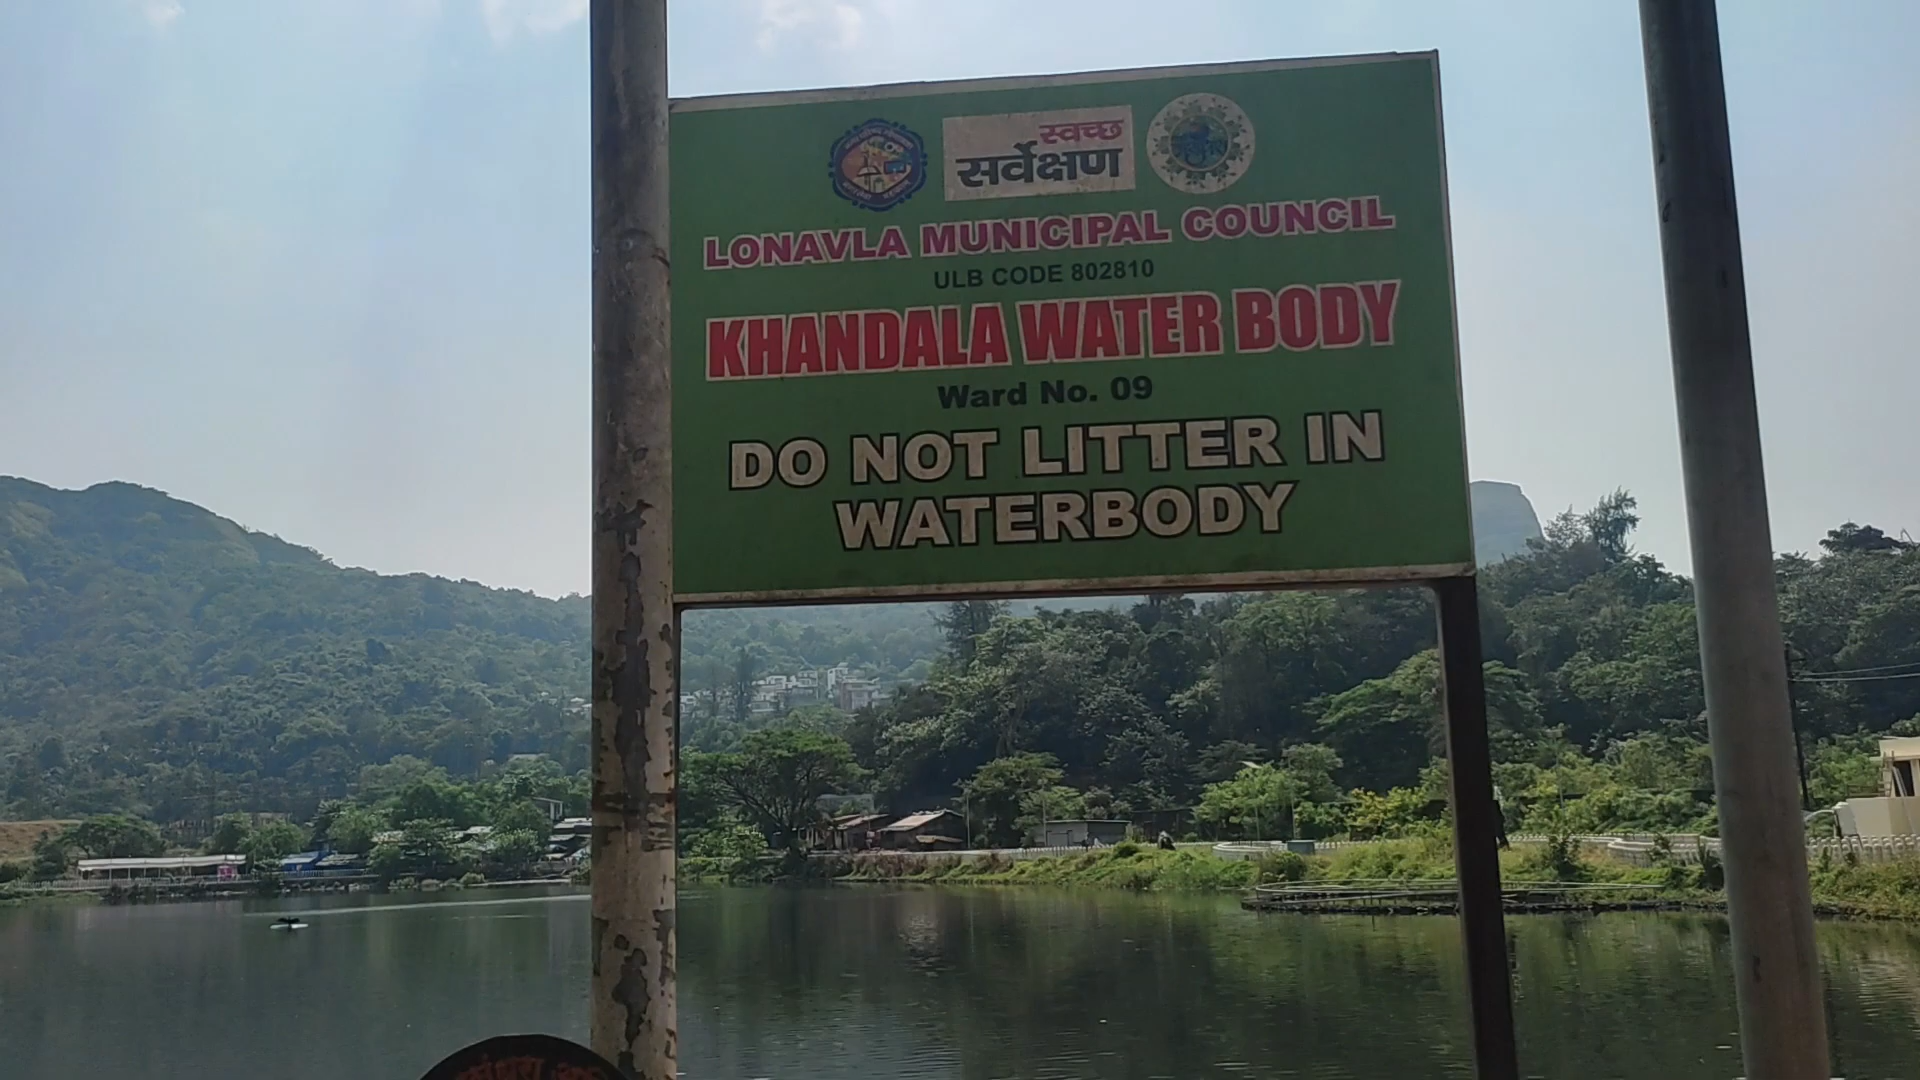 स्वच्छ
सर्वेक्षण
LONAVLA MUNICIPAL COUNCIL
ULB CODE 802810
KHANDALA WATER BODY
Ward No. 09
DO NOT LITTER IN
WATERBODY